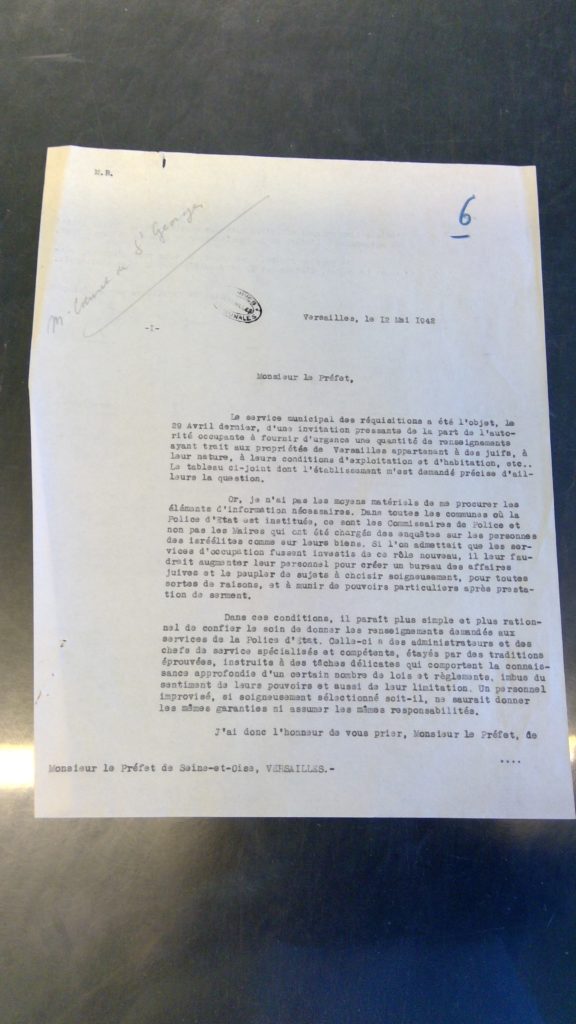 M.R.
6
Mr Cornet de St Georges
Versailles, le 12 Mai 1942
-I-
Monsieur le Préfet,
Le service municipal des réquisitions a été l'objet, le
29 Avril dernier, d'une invitation pressante de la part de l'auto-
rité occupante à fournir d'urgence une quantité de renseignements
ayant trait aux propriétés de Versailles appartenant à des juifs, à
leur nature, à leurs conditions d'exploitation et d'habitation, etc..
Le tableau ci-joint dont l'établissement m'est demandé précise d'ail-
leurs la question.
Or, je n'ai pas les moyens matériels de me procurer les
éléments d'information nécessaires. Dans toutes les communes où la
Police d'Etat est instituée, ce sont les Commissaires de Police et
non pas les Maires qui ont été chargés des enquêtes sur les personnes
des israélites comme sur leurs biens. Si l'on admettait que les ser-
vices d'occupation fussent investis de ce rôle nouveau, il leur fau-
drait augmenter leur personnel pour créer un bureau des affaires
juives et le peupler de sujets à choisir soigneusement, pour toutes
sortes de raisons, et à munir de pouvoirs particuliers après presta-
tion de serment.
Dans ces conditions, il paraît plus simple et plus ration-
nel de confier le soin de donner les renseignements demandés aux
services de la Police d'Etat. Celle-ci a des administrateurs et des
chefs de service spécialisés et compétents, étayés par des traditions
éprouvées, instruits à des tâches délicates qui comportent la connais-
sance approfondie d'un certain nombre de lois et règlements, imbus du
sentiment de leurs pouvoirs et aussi de leur limitation. Un personnel
improvisé, si soigneusement sélectionné soit-il, ne saurait donner
les mêmes garanties ni assumer les mêmes responsabilités.
J'ai donc l'honneur de vous prier, Monsieur le Préfet, de
....
Monsieur le Préfet de Seine-et-Oise, VERSAILLES.-